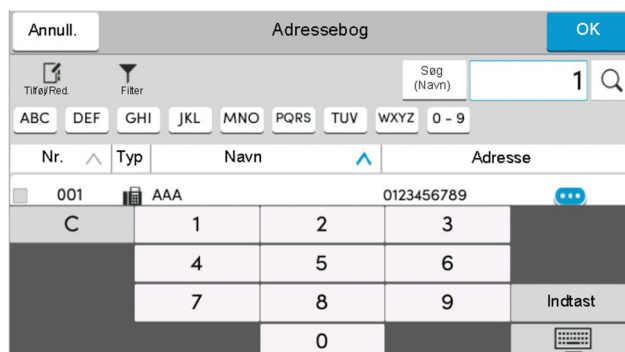 Annull. Adressebog OK
Tilføj/Red. Filter Søg (Navn) 1
ABC DEF GHI JKL MNO PQRS TUV WXYZ 0 - 9
Nr. Typ Navn Adresse
001 AAA 0123456789
C 1 2 3
4 5 6
7 8 9 Indtast
0